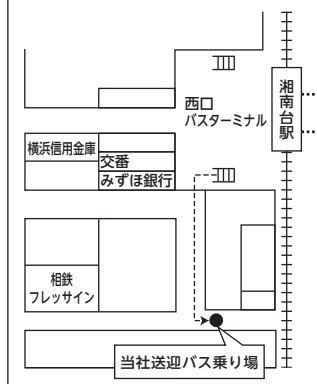 湘南台駅
西口
バスターミナル
横浜信用金庫
交番
みずほ銀行
相鉄
フレッサイン
当社送迎バス乗り場